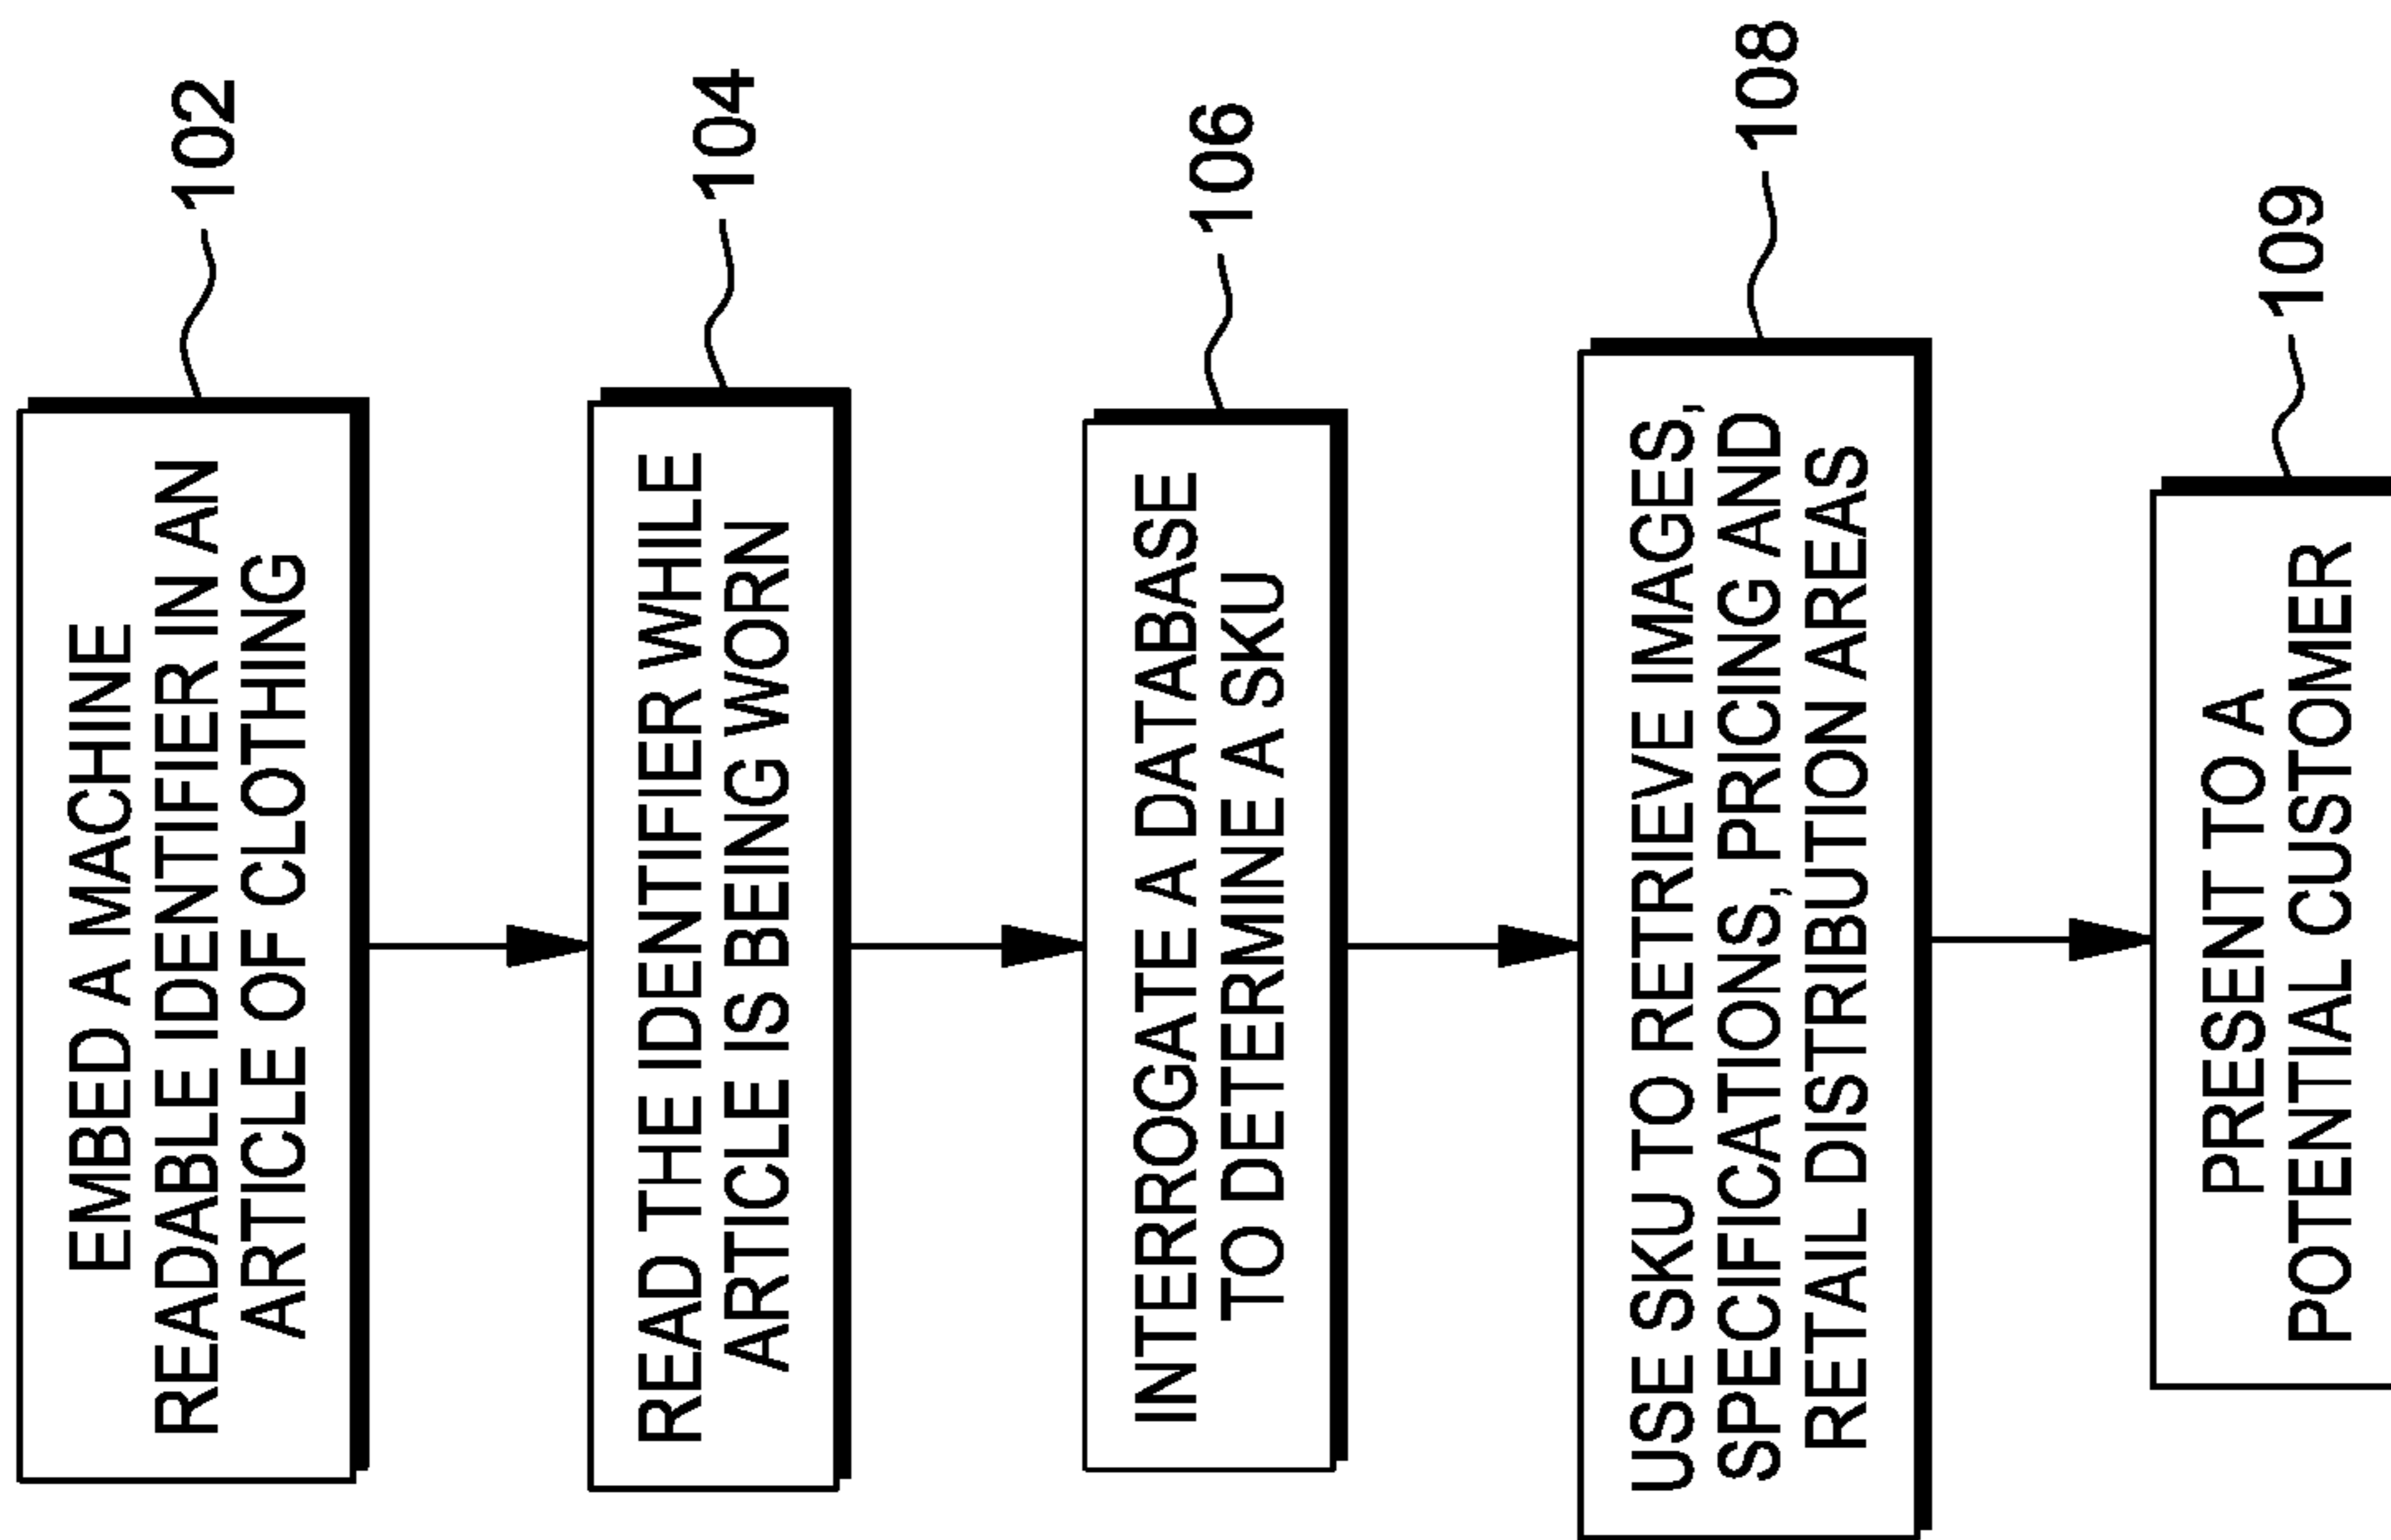 EMBED A MACHINE
READABLE IDENTIFIER IN AN
ARTICLE OF CLOTHING
102
READ THE IDENTIFIER WHILE
ARTICLE IS BEING WORN
104
INTERROGATE A DATABASE
TO DETERMINE A SKU
106
USE SKU TO RETRIEVE IMAGES,
SPECIFICATIONS, PRICING AND
RETAIL DISTRIBUTION AREAS
108
PRESENT TO A
POTENTIAL CUSTOMER
109